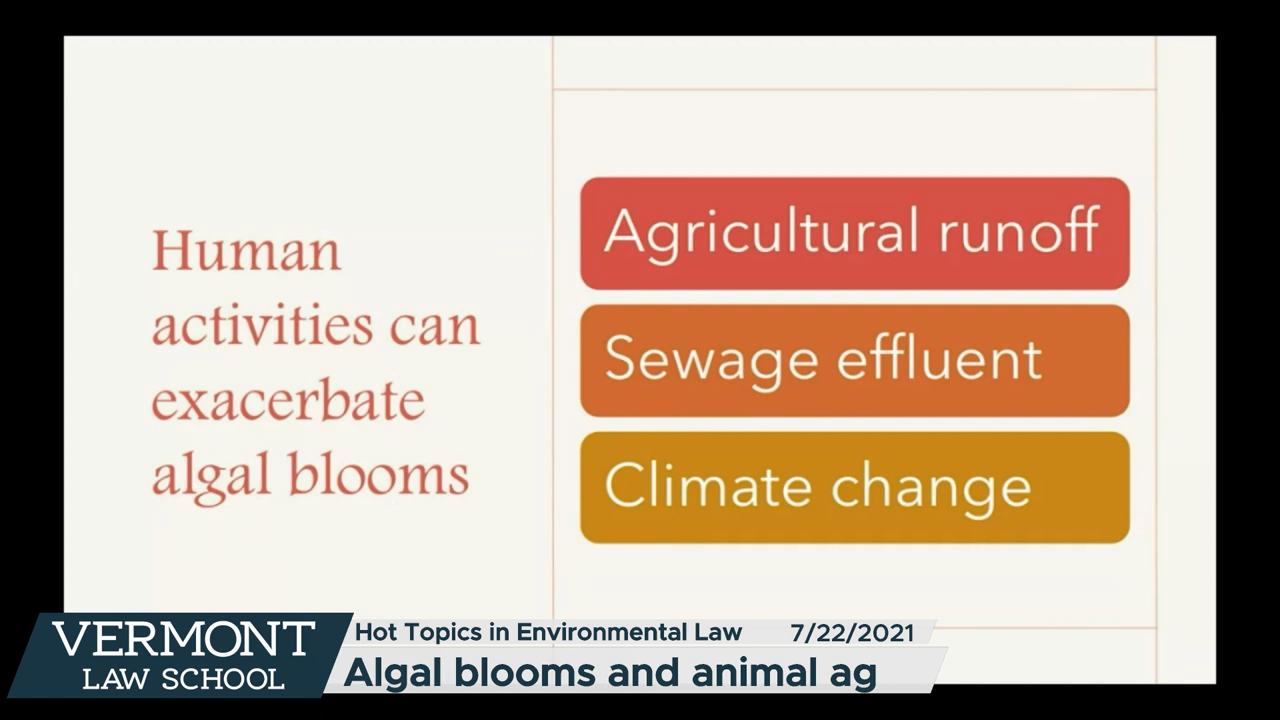 Human
activities can
exacerbate
algal blooms
Agricultural runoff
Sewage effluent
Climate change
VERMONT
LAW SCHOOL
Hot Topics in Environmental Law 7/22/2021
Algal blooms and animal ag